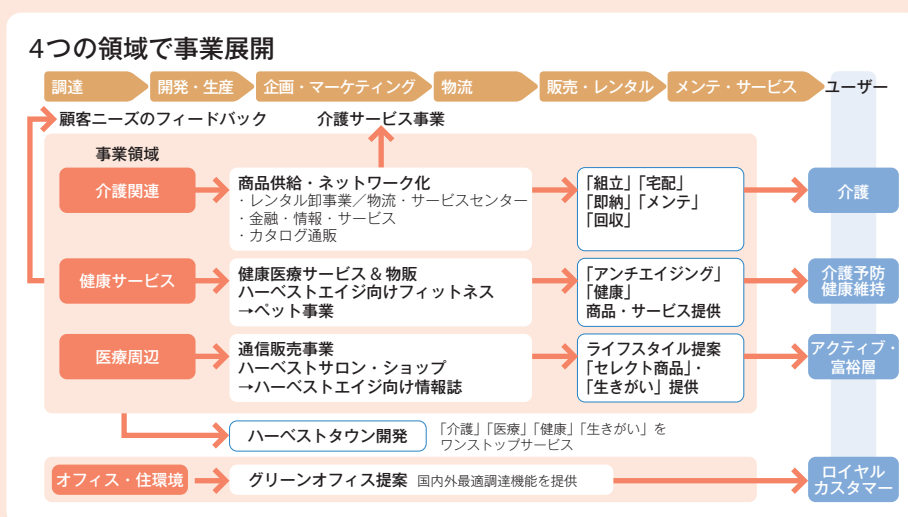 4つの領域で事業展開
調達 開発・生産 企画・マーケティング 物流 販売・レンタル メンテ・サービス ユーザー
顧客ニーズのフィードバック 介護サービス事業
事業領域
介護関連
商品供給・ネットワーク化
・レンタル卸事業／物流・サービスセンター
・金融・情報・サービス
・カタログ通販
「組立」「宅配」
「即納」「メンテ」
「回収」
介護
健康サービス
健康医療サービス & 物販
ハーベストエイジ向けフィットネス
→ペット事業
「アンチエイジング」
「健康」
商品・サービス提供
介護予防
健康維持
医療周辺
通信販売事業
ハーベストサロン・ショップ
→ハーベストエイジ向け情報誌
ライフスタイル提案
「セレクト商品」・
「生きがい」提供
アクティブ・
富裕層
ハーベストタウン開発
「介護」「医療」「健康」「生きがい」を
ワンストップサービス
オフィス・住環境
グリーンオフィス提案 国内外最適調達機能を提供
ロイヤル
カスタマー